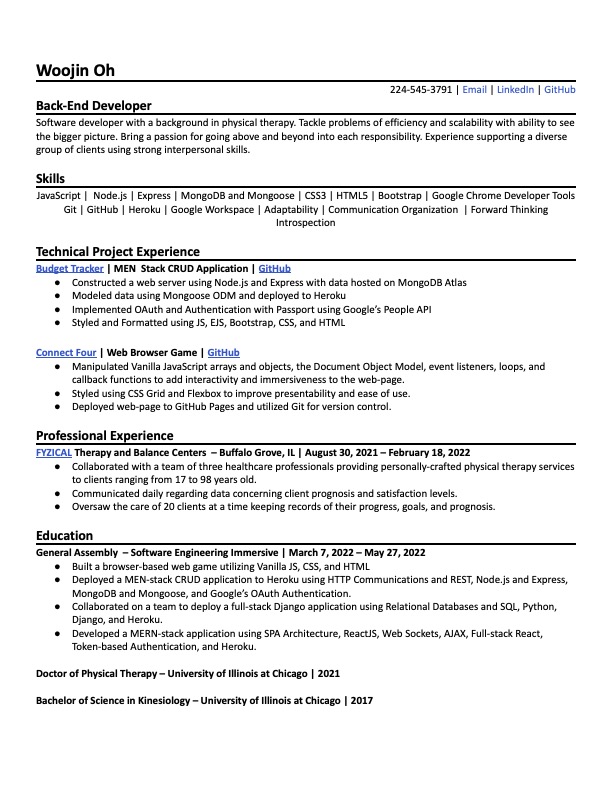 Woojin Oh
224-545-3791 | Email | LinkedIn | GitHub
Back-End Developer
Software developer with a background in physical therapy. Tackle problems of efficiency and scalability with ability to see
the bigger picture. Bring a passion for going above and beyond into each responsibility. Experience supporting a diverse
group of clients using strong interpersonal skills.
Skills
JavaScript | Node.js | Express | MongoDB and Mongoose | CSS3 | HTML5 | Bootstrap | Google Chrome Developer Tools
Git | GitHub | Heroku | Google Workspace | Adaptability | Communication Organization | Forward Thinking
Introspection
Technical Project Experience
Budget Tracker | MEN Stack CRUD Application | GitHub
● Constructed a web server using Node.js and Express with data hosted on MongoDB Atlas
● Modeled data using Mongoose ODM and deployed to Heroku
● Implemented OAuth and Authentication with Passport using Google's People API
● Styled and Formatted using JS, EJS, Bootstrap, CSS, and HTML
Connect Four | Web Browser Game | GitHub
● Manipulated Vanilla JavaScript arrays and objects, the Document Object Model, event listeners, loops, and
callback functions to add interactivity and immersiveness to the web-page.
● Styled using CSS Grid and Flexbox to improve presentability and ease of use.
● Deployed web-page to GitHub Pages and utilized Git for version control.
Professional Experience
FYZICAL Therapy and Balance Centers – Buffalo Grove, IL | August 30, 2021 – February 18, 2022
● Collaborated with a team of three healthcare professionals providing personally-crafted physical therapy services
to clients ranging from 17 to 98 years old.
● Communicated daily regarding data concerning client prognosis and satisfaction levels.
● Oversaw the care of 20 clients at a time keeping records of their progress, goals, and prognosis.
Education
General Assembly – Software Engineering Immersive | March 7, 2022 – May 27, 2022
● Built a browser-based web game utilizing Vanilla JS, CSS, and HTML
● Deployed a MEN-stack CRUD application to Heroku using HTTP Communications and REST, Node.js and Express,
MongoDB and Mongoose, and Google's OAuth Authentication.
● Collaborated on a team to deploy a full-stack Django application using Relational Databases and SQL, Python,
Django, and Heroku.
● Developed a MERN-stack application using SPA Architecture, ReactJS, Web Sockets, AJAX, Full-stack React,
Token-based Authentication, and Heroku.
Doctor of Physical Therapy – University of Illinois at Chicago | 2021
Bachelor of Science in Kinesiology – University of Illinois at Chicago | 2017